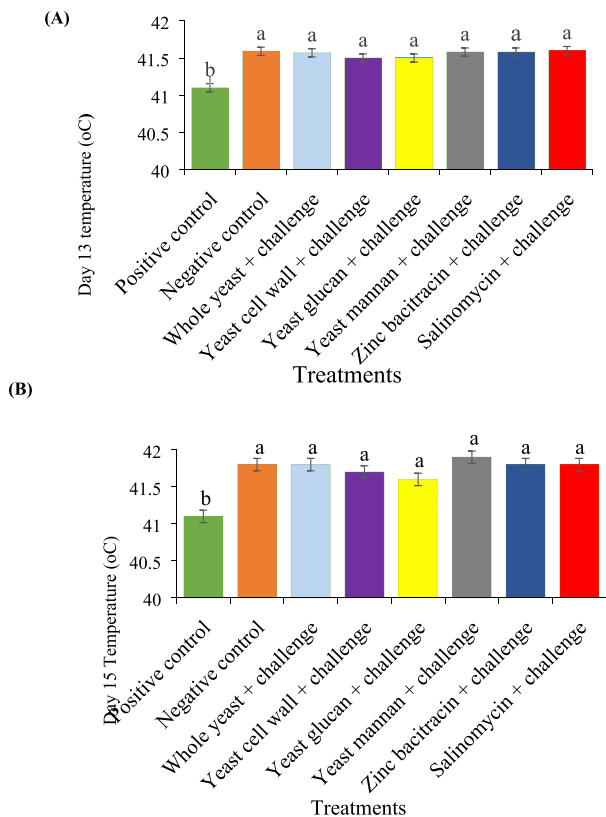 (A)
Day 13 temperature (oC)
42
41.5
41
40.5
40
b
a
a
a
a
a
a
a
Positive control
Negative control
Whole yeast + challenge
Yeast cell wall + challenge
Yeast glucan + challenge
Yeast mannan + challenge
Zinc bacitracin + challenge
Salinomycin + challenge
Treatments
(B)
Day 15 Temperature (oC)
42
41.5
41
40.5
40
b
a
a
a
a
a
a
a
Positive control
Negative control
Whole yeast + challenge
Yeast cell wall + challenge
Yeast glucan + challenge
Yeast mannan + challenge
Zinc bacitracin + challenge
Salinomycin + challenge
Treatments